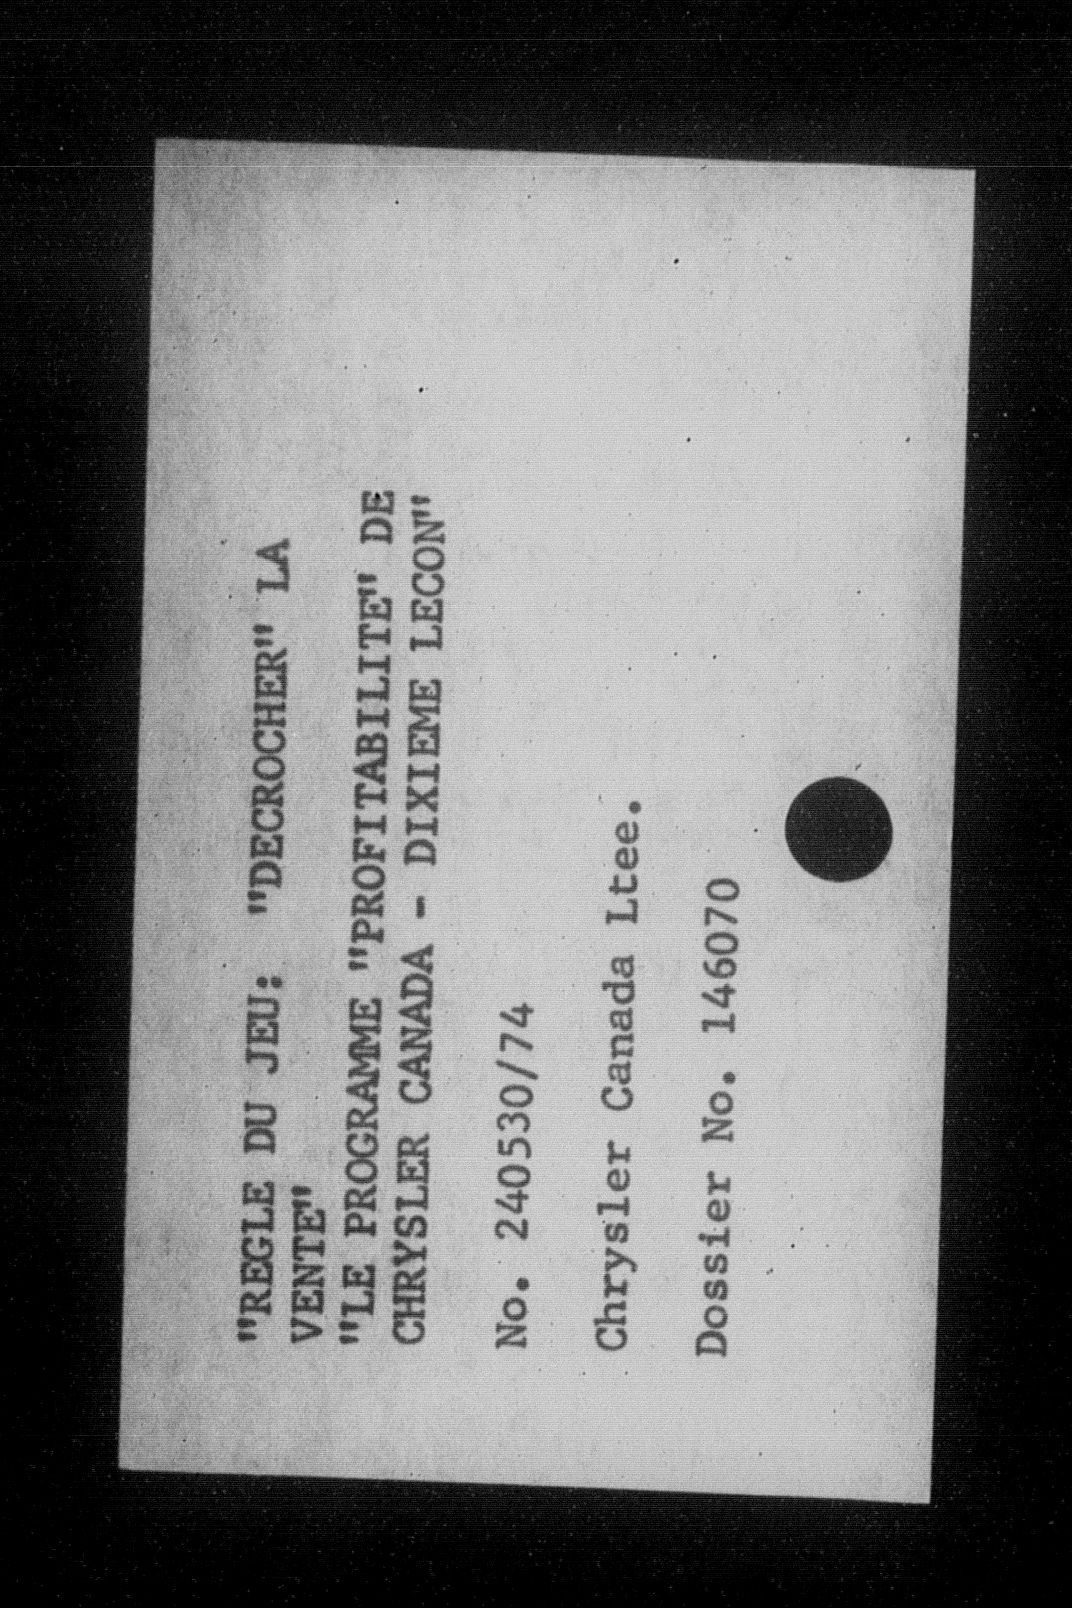 "REGLE DU JEU: "DECROCHER" LA
VENTE"
"LE PROGRAMME "PROFITABILITE" DE
CHRYSLER CANADA - DIXIEME LECON"
No. 240530/74
Chrysler Canada Ltee.
Dossier No. 146070